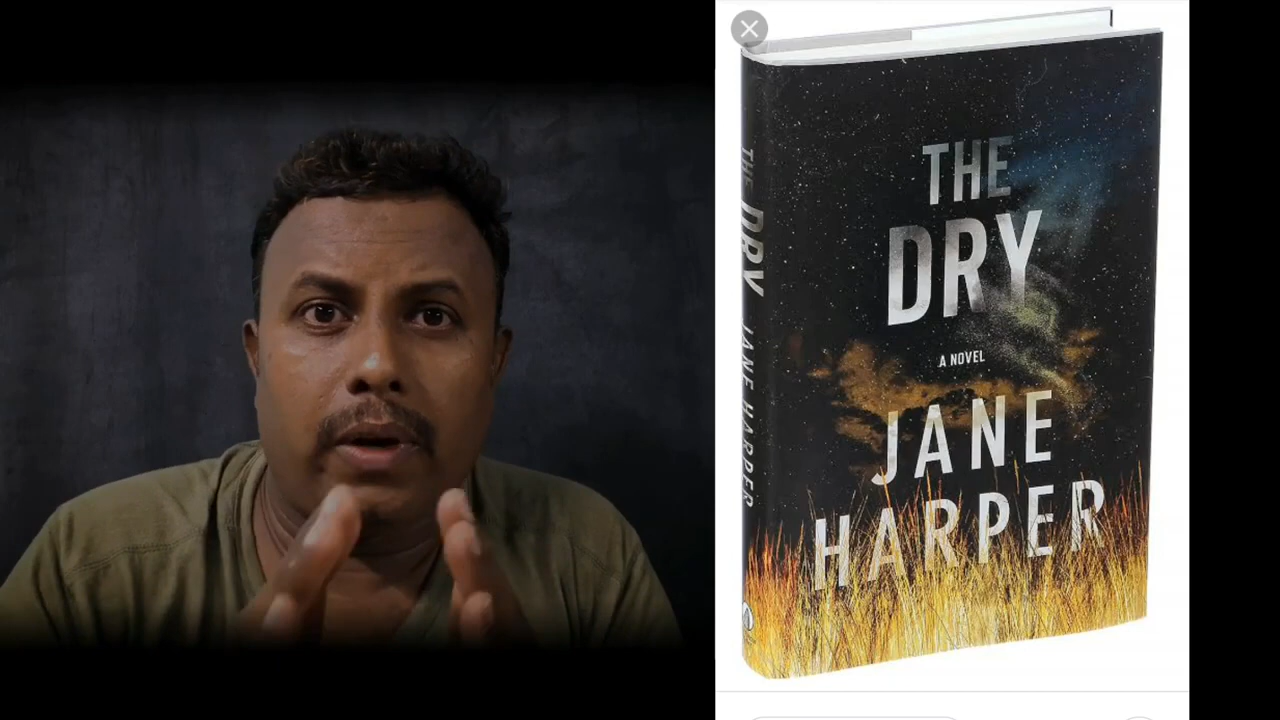 THE
DRY
A NOVEL
JANE
HARPER
THE DRY JANE HARPER